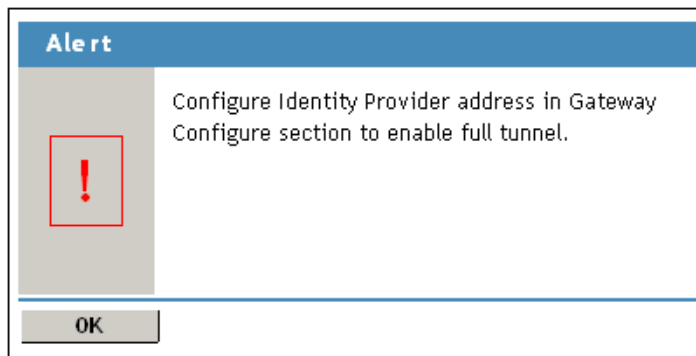 Alert
Configure Identity Provider address in Gateway
Configure section to enable full tunnel.
!
OK